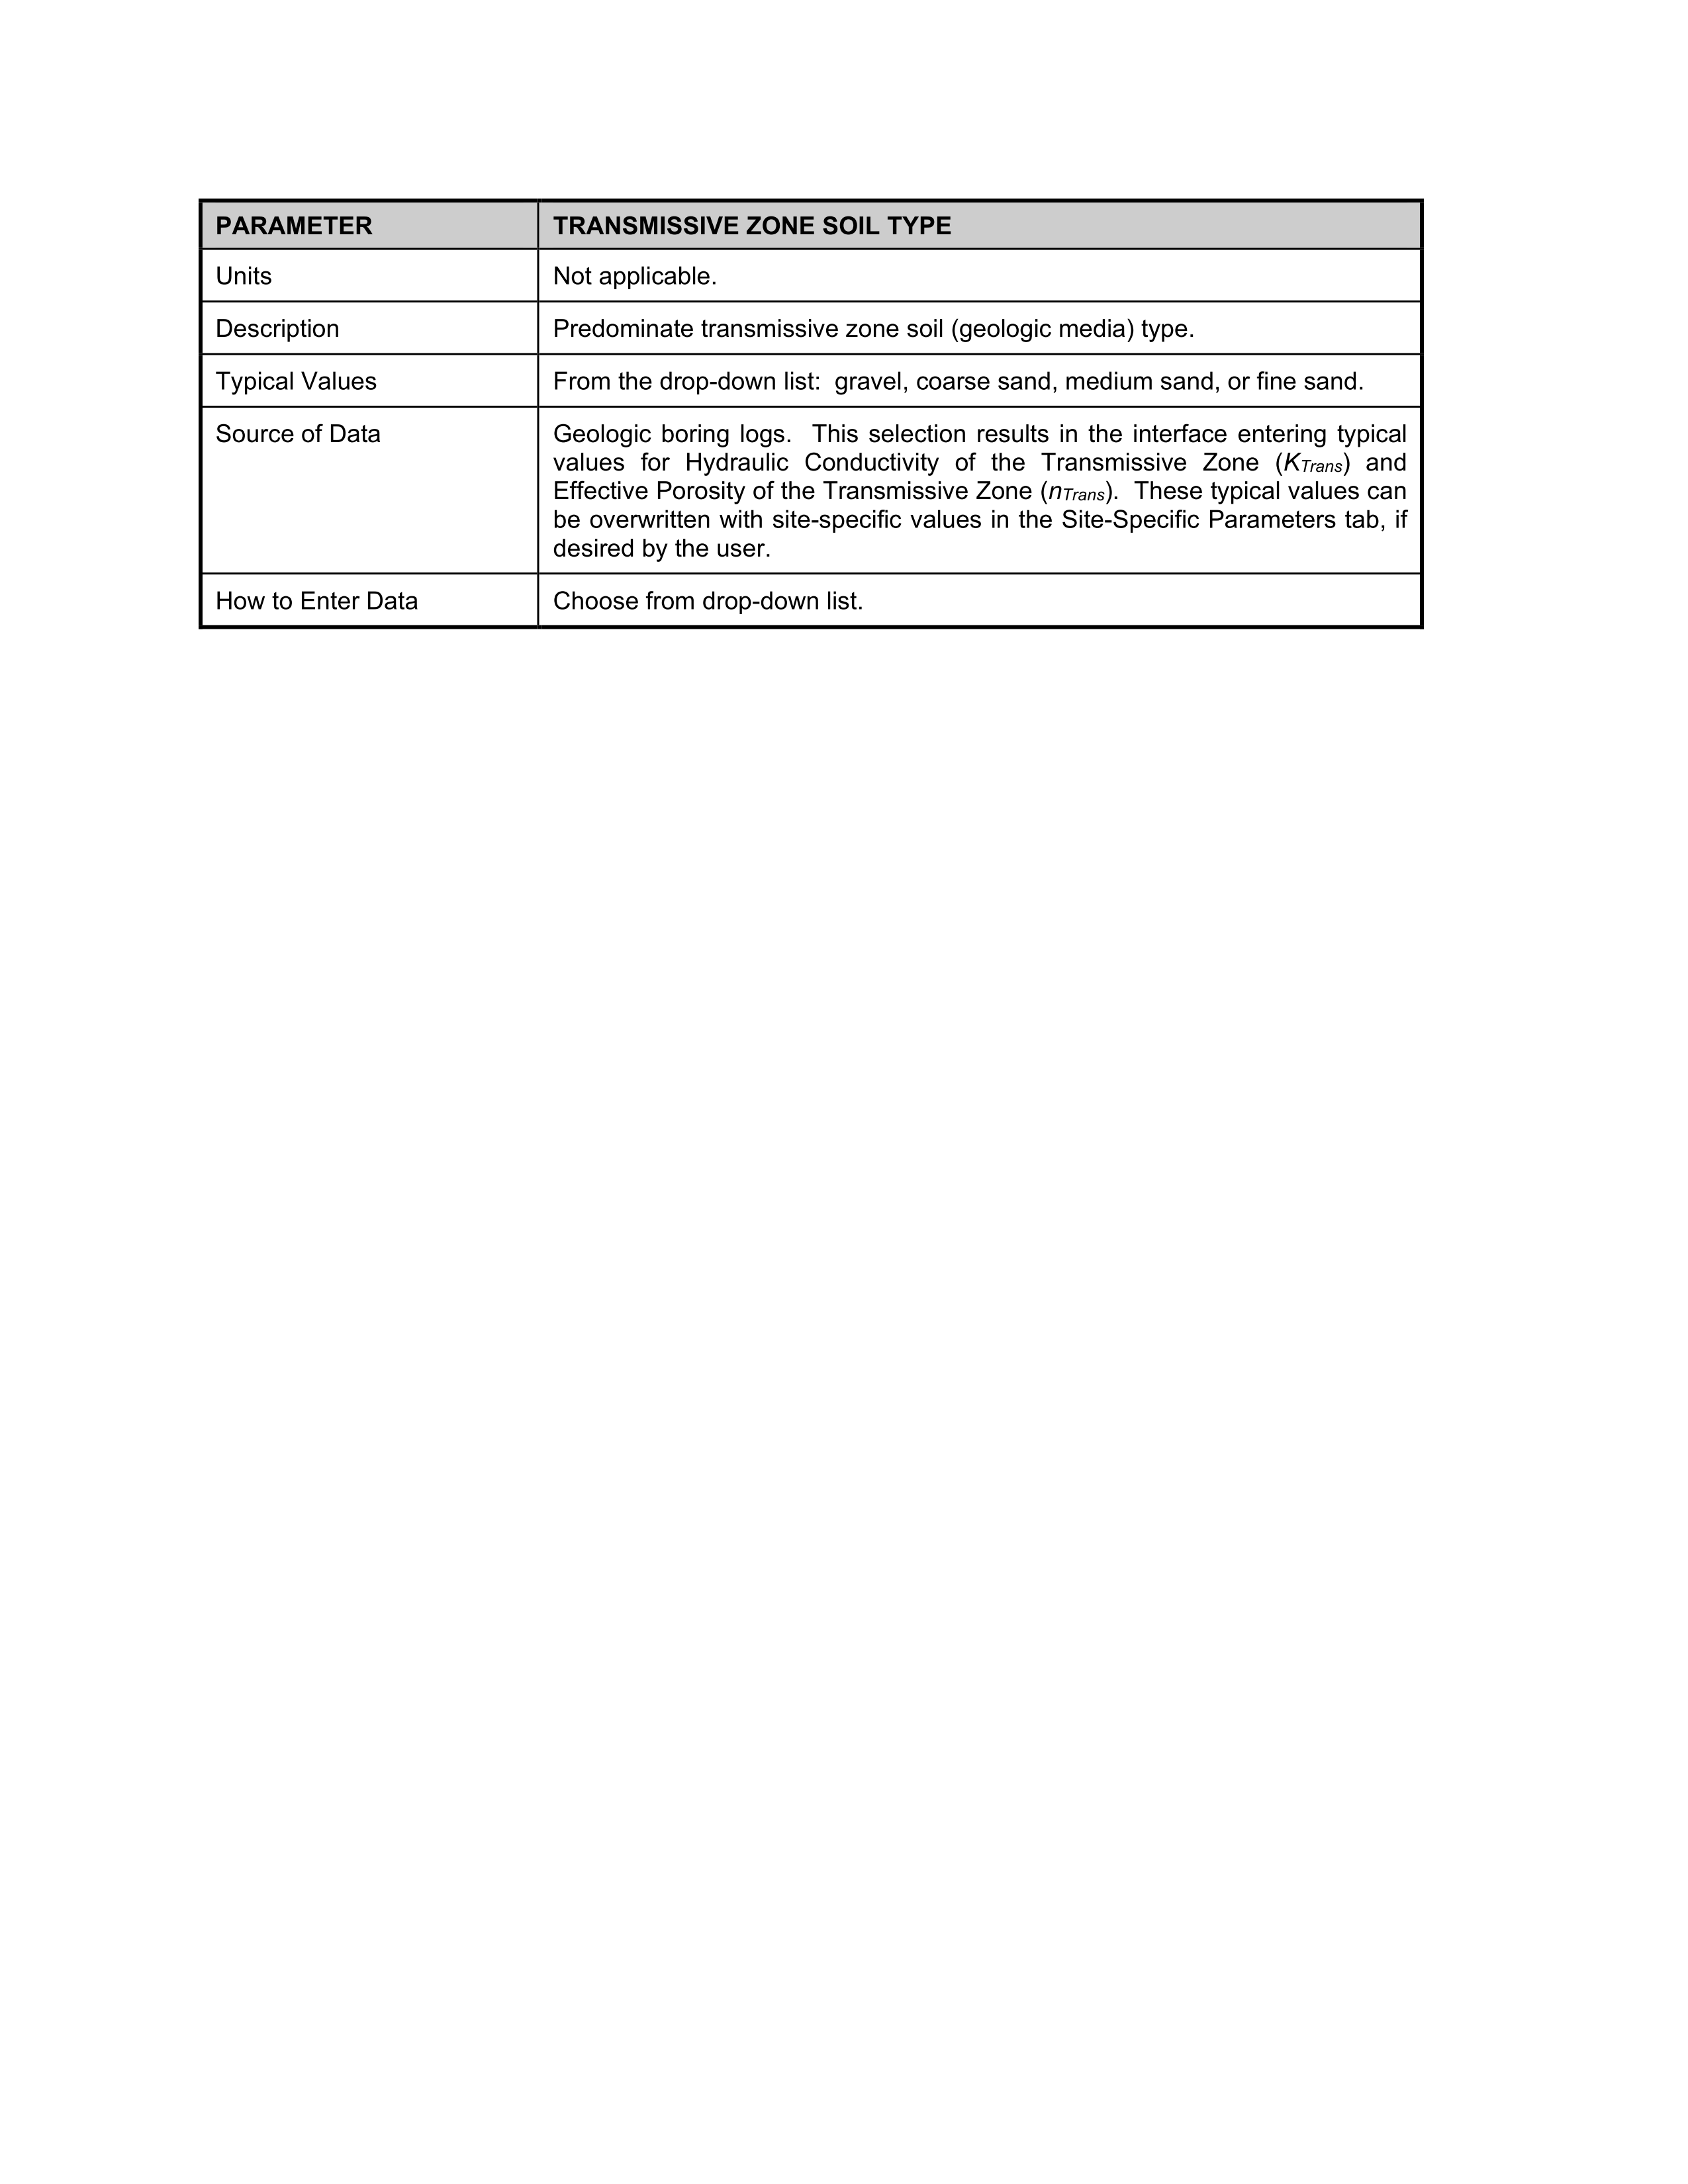 PARAMETER TRANSMISSIVE ZONE SOIL TYPE
Units Not applicable.
Description Predominate transmissive zone soil (geologic media) type.
Typical Values From the drop-down list:  gravel, coarse sand, medium sand, or fine sand.
Source of Data Geologic boring logs.  This selection results in the interface entering typical
values for Hydraulic Conductivity of the Transmissive Zone (KTrans) and
Effective Porosity of the Transmissive Zone (nTrans).  These typical values can
be overwritten with site-specific values in the Site-Specific Parameters tab, if
desired by the user.
How to Enter Data Choose from drop-down list.